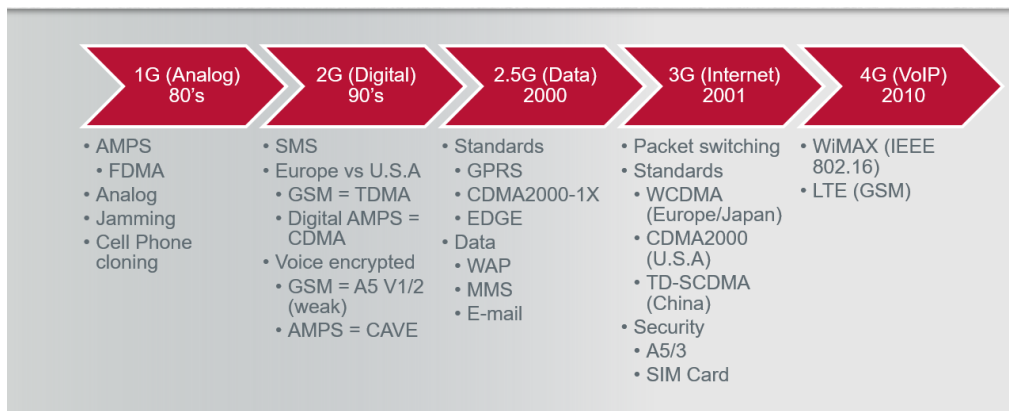 1G (Analog)
80's
2G (Digital)
90's
2.5G (Data)
2000
3G (Internet)
2001
4G (VoIP)
2010
• AMPS
• FDMA
• Analog
• Jamming
• Cell Phone
cloning
• SMS
• Europe vs U.S.A
• GSM = TDMA
• Digital AMPS =
CDMA
• Voice encrypted
• GSM = A5 V1/2
(weak)
• AMPS = CAVE
• Standards
• GPRS
• CDMA2000-1X
• EDGE
• Data
• WAP
• MMS
• E-mail
• Packet switching
• Standards
• WCDMA
(Europe/Japan)
• CDMA2000
(U.S.A)
• TD-SCDMA
(China)
• Security
• A5/3
• SIM Card
• WiMAX (IEEE
802.16)
• LTE (GSM)